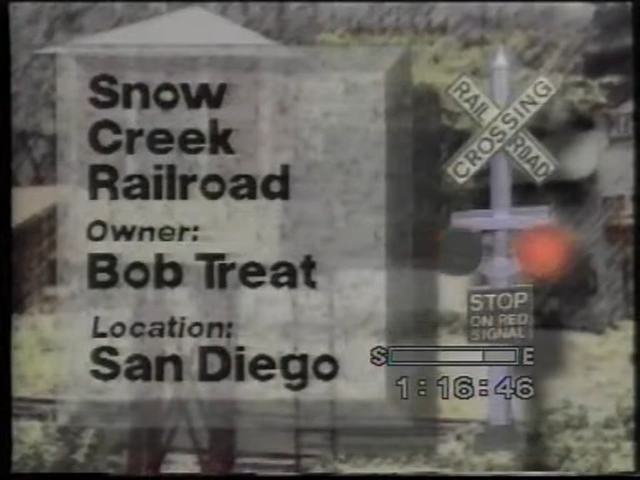 Snow
Creek
Railroad
Owner:
Bob Treat
Location:
San Diego
RAIL ROAD
CROSSING
STOP
ON RED
SIGNAL
S E
1:16:46